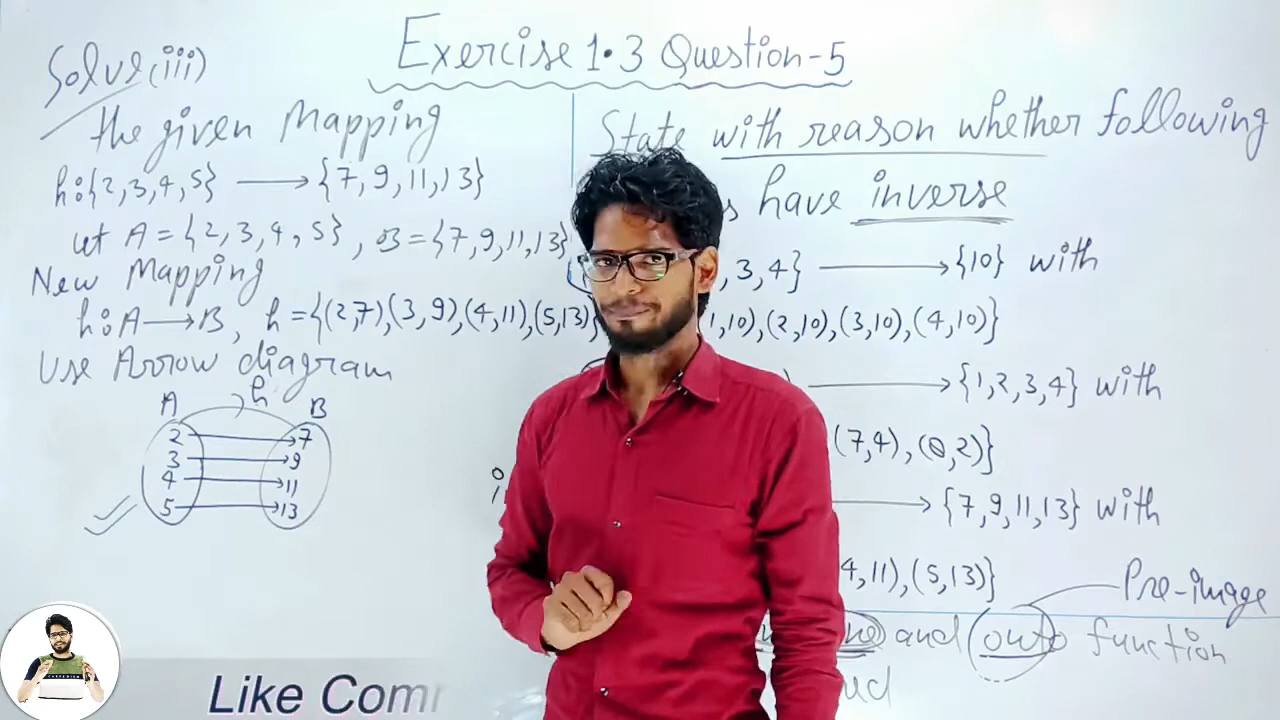 Exercise 1.3 Question-5
Solve(iii)
the given Mapping
h:{2,3,4,5} → {7,9,11,13}
let A = {2,3,4,5}, B = {7,9,11,13}
New Mapping
h:A→B, h = {(2,7),(3,9),(4,11),(5,13)
Use Arrow diagram
h
A B
2 7
3 9
4 11
5 13
State with reason whether following
s have inverse
,3,4} → {10} with
1,10),(2,10),(3,10),(4,10)}
→ {1,2,3,4} with
(7,4),(8,2)}
→ {7,9,11,13} with
4,11),(5,13)}
Pre-image
and onto function
Like Comm